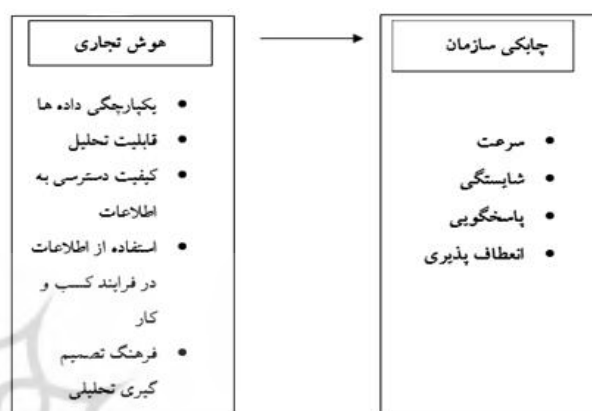 هوش تجاری
یکپارچگی داده ها
قابلیت تحلیل
کیفیت دسترسی به
اطلاعات
استفاده از اطلاعات
در فرایند کسب و
کار
فرهنگ تصمیم
گیری تحلیلی
چابکی سازمان
سرعت
شایستگی
پاسخگویی
انعطاف پذیری